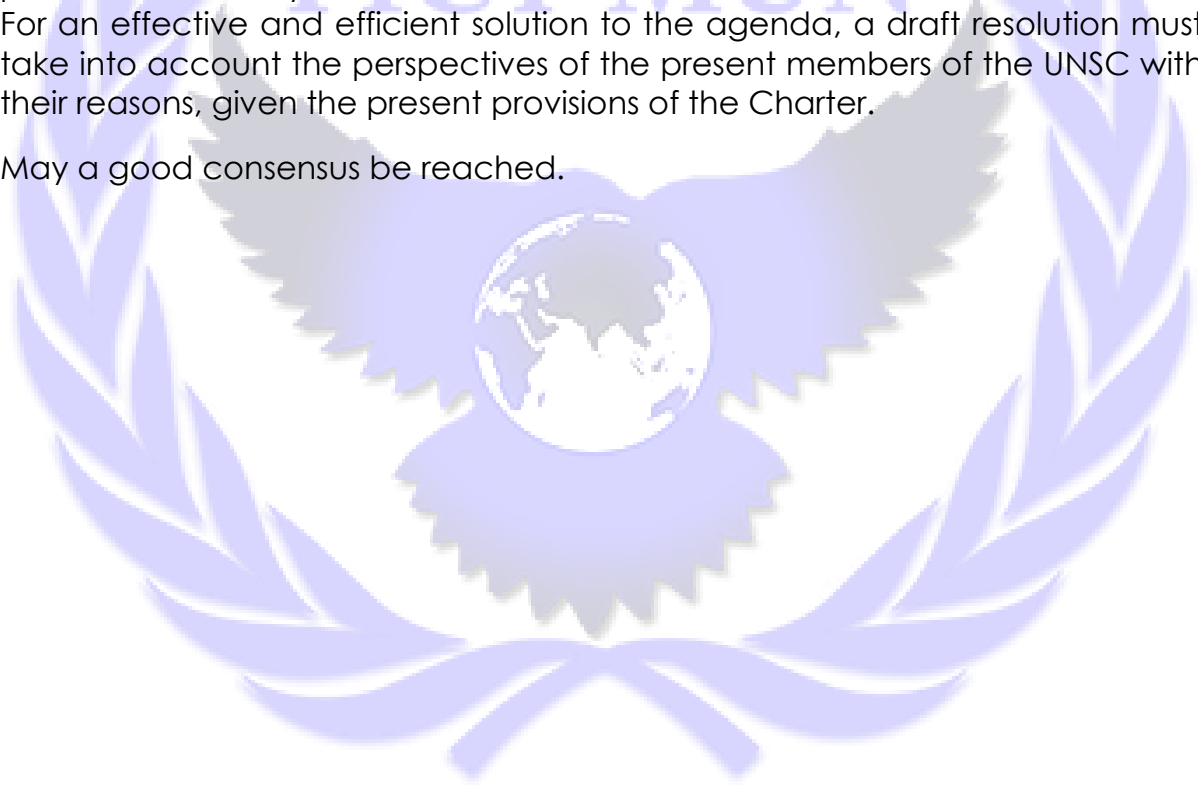 For an effective and efficient solution to the agenda, a draft resolution must
take into account the perspectives of the present members of the UNSC with
their reasons, given the present provisions of the Charter.
May a good consensus be reached.